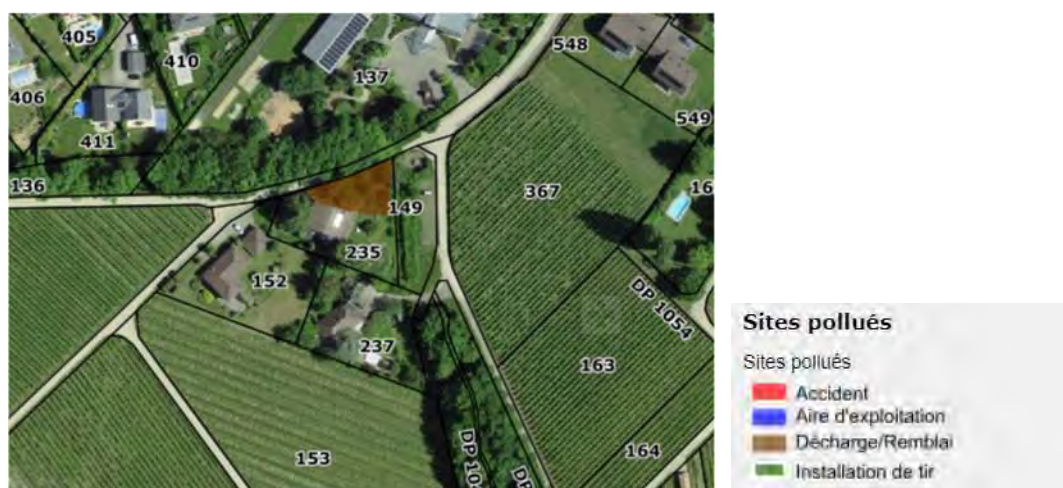 405
410
137
548
406
411
549
136
149
367
16
235
152
DP 1054
237
163
153
DP 10
DP
164
Sites pollués
Sites pollués
Accident
Aire d'exploitation
Décharge/Remblai
Installation de tir